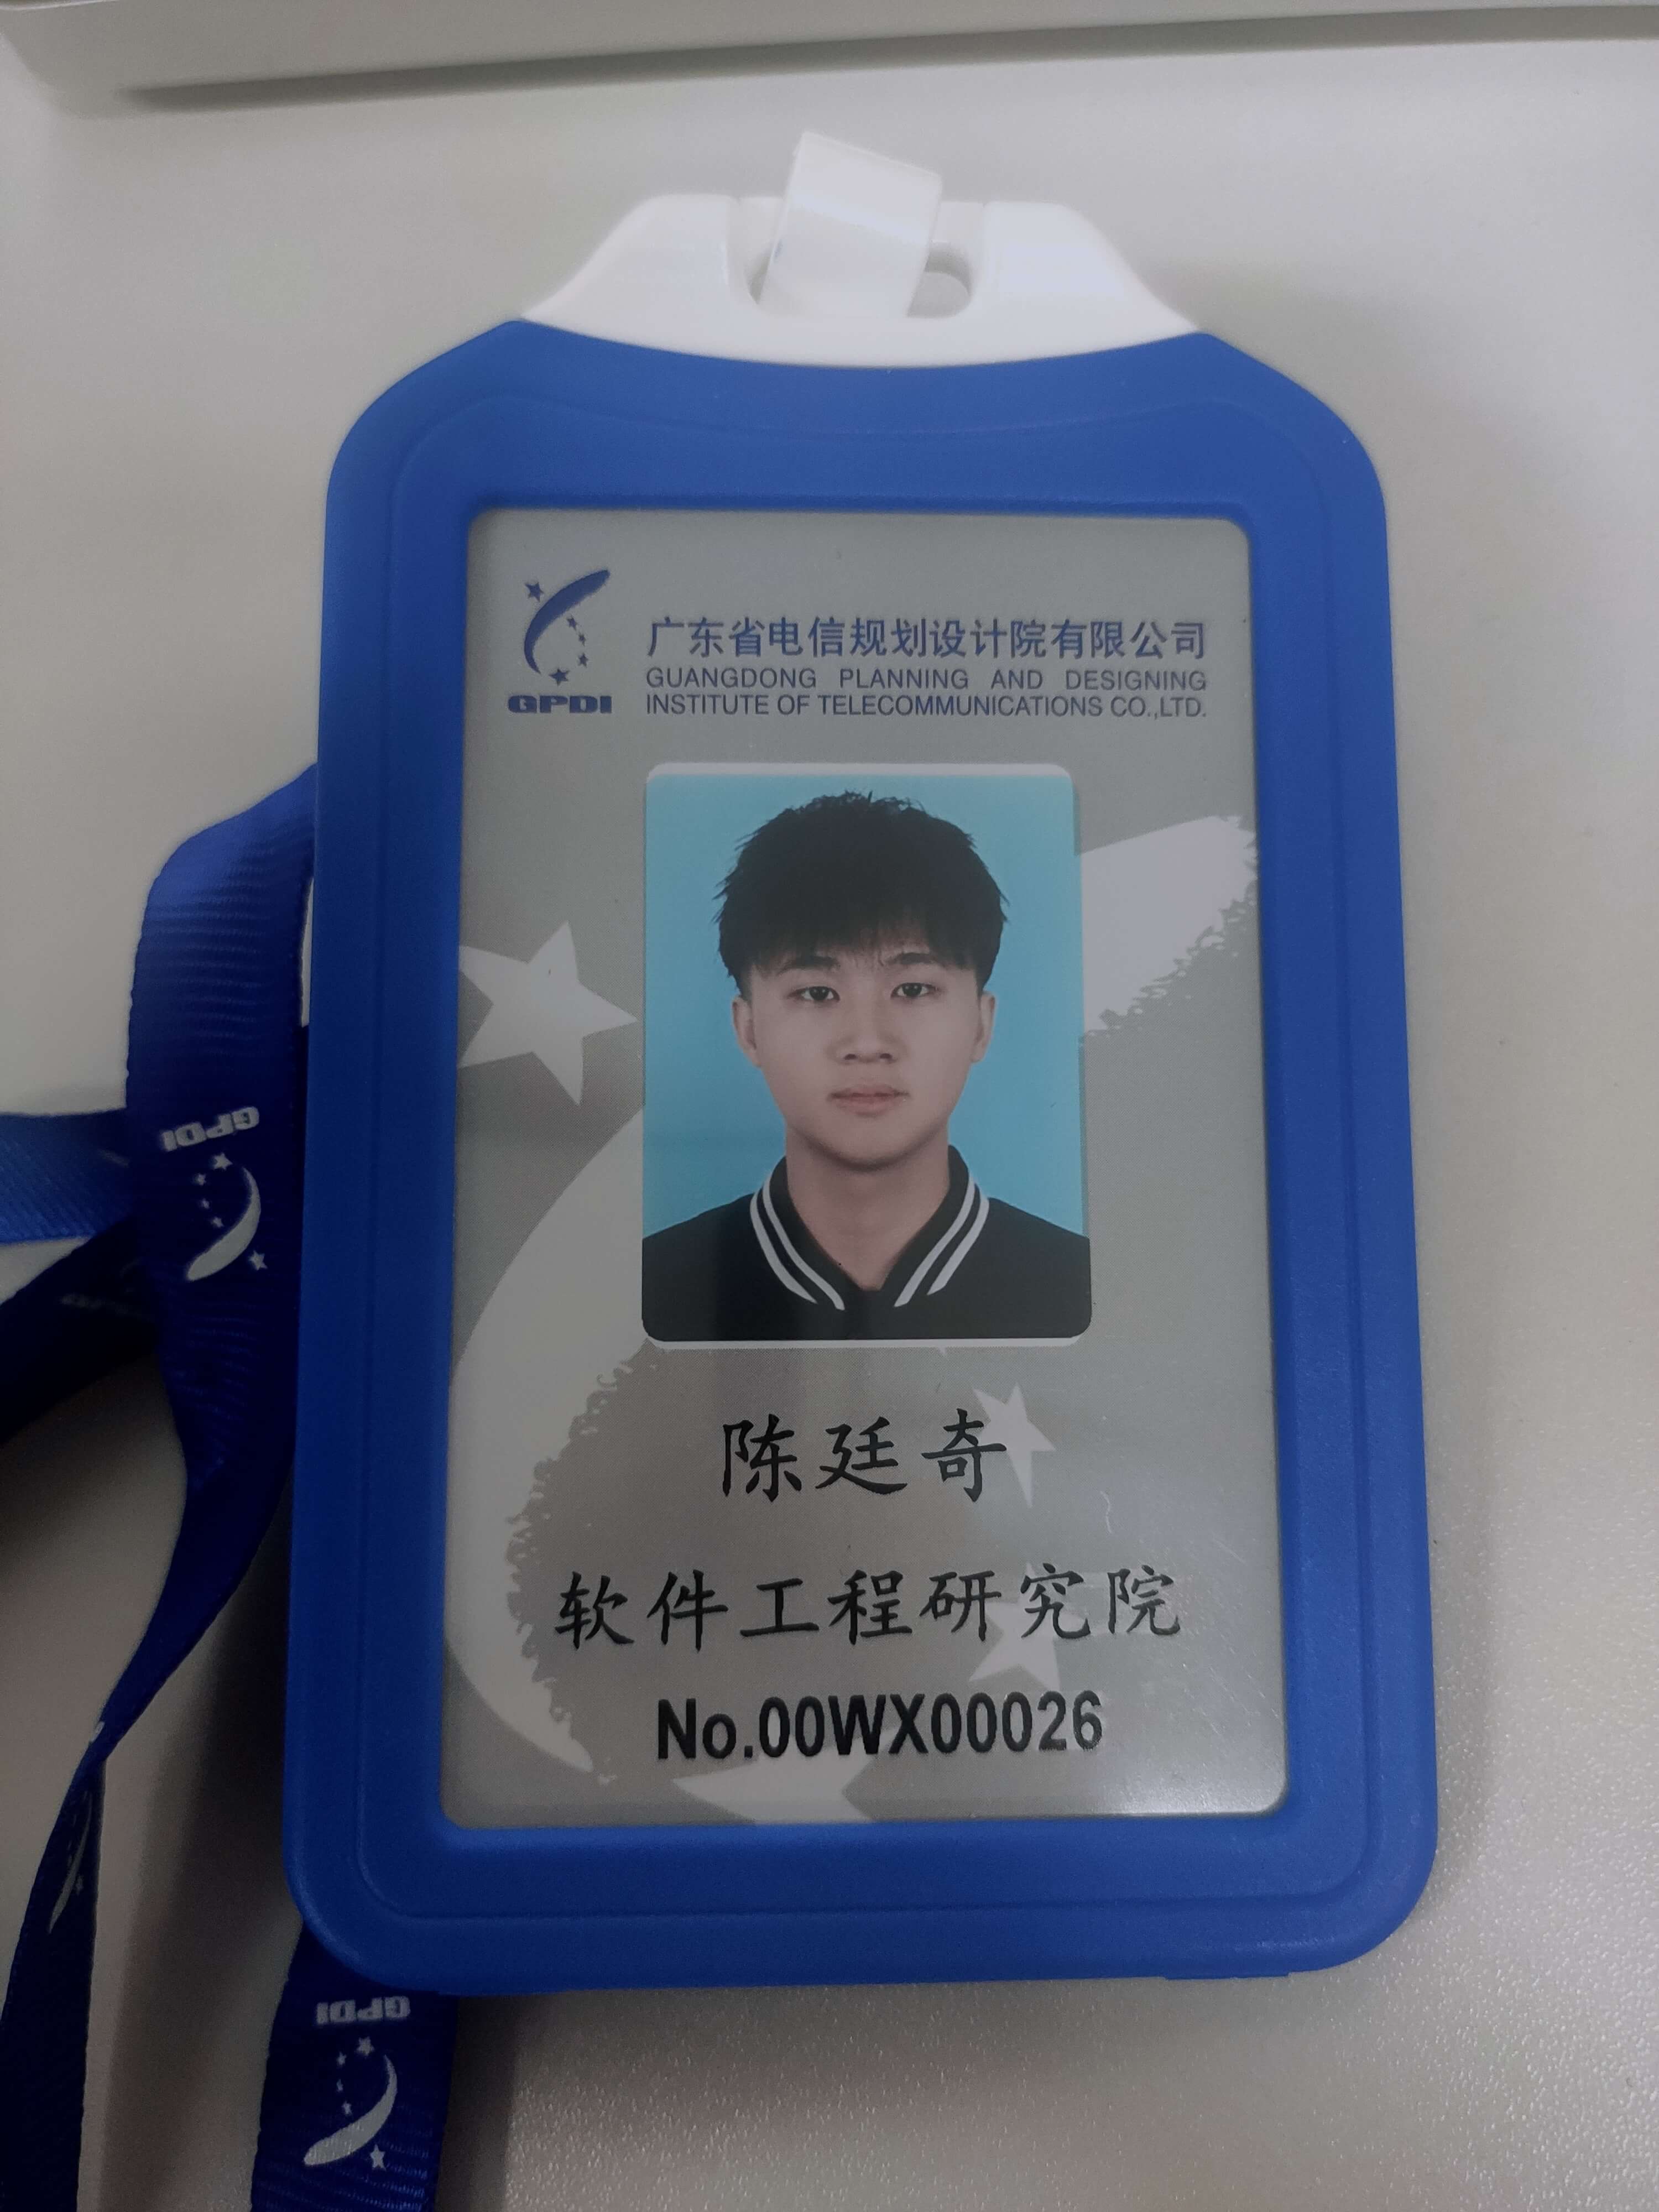 GPDI
广东省电信规划设计院有限公司
GUANGDONG PLANNING AND DESIGNING
INSTITUTE OF TELECOMMUNICATIONS CO.,LTD.
陈廷奇
软件工程研究院
No.00WX00026
GPDI
GPDI